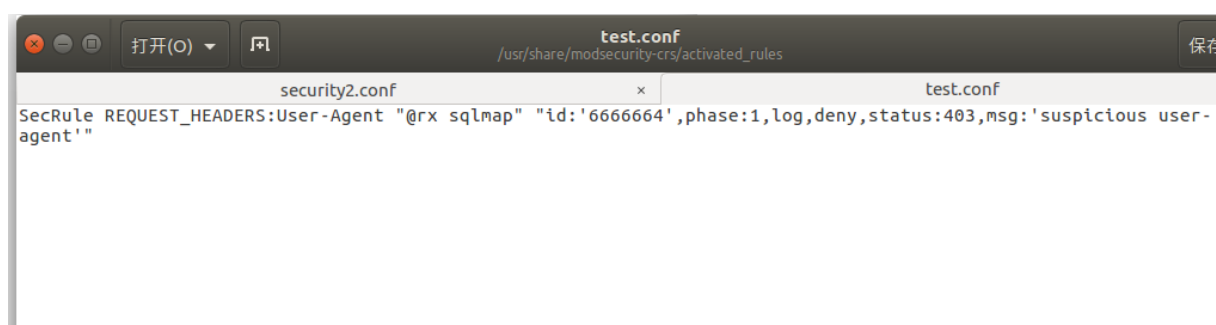 打开(O)
test.conf
/usr/share/modsecurity-crs/activated_rules
保存
security2.conf ×
test.conf
SecRule REQUEST_HEADERS:User-Agent "@rx sqlmap" "id:'6666664',phase:1,log,deny,status:403,msg:'suspicious user-
agent'"